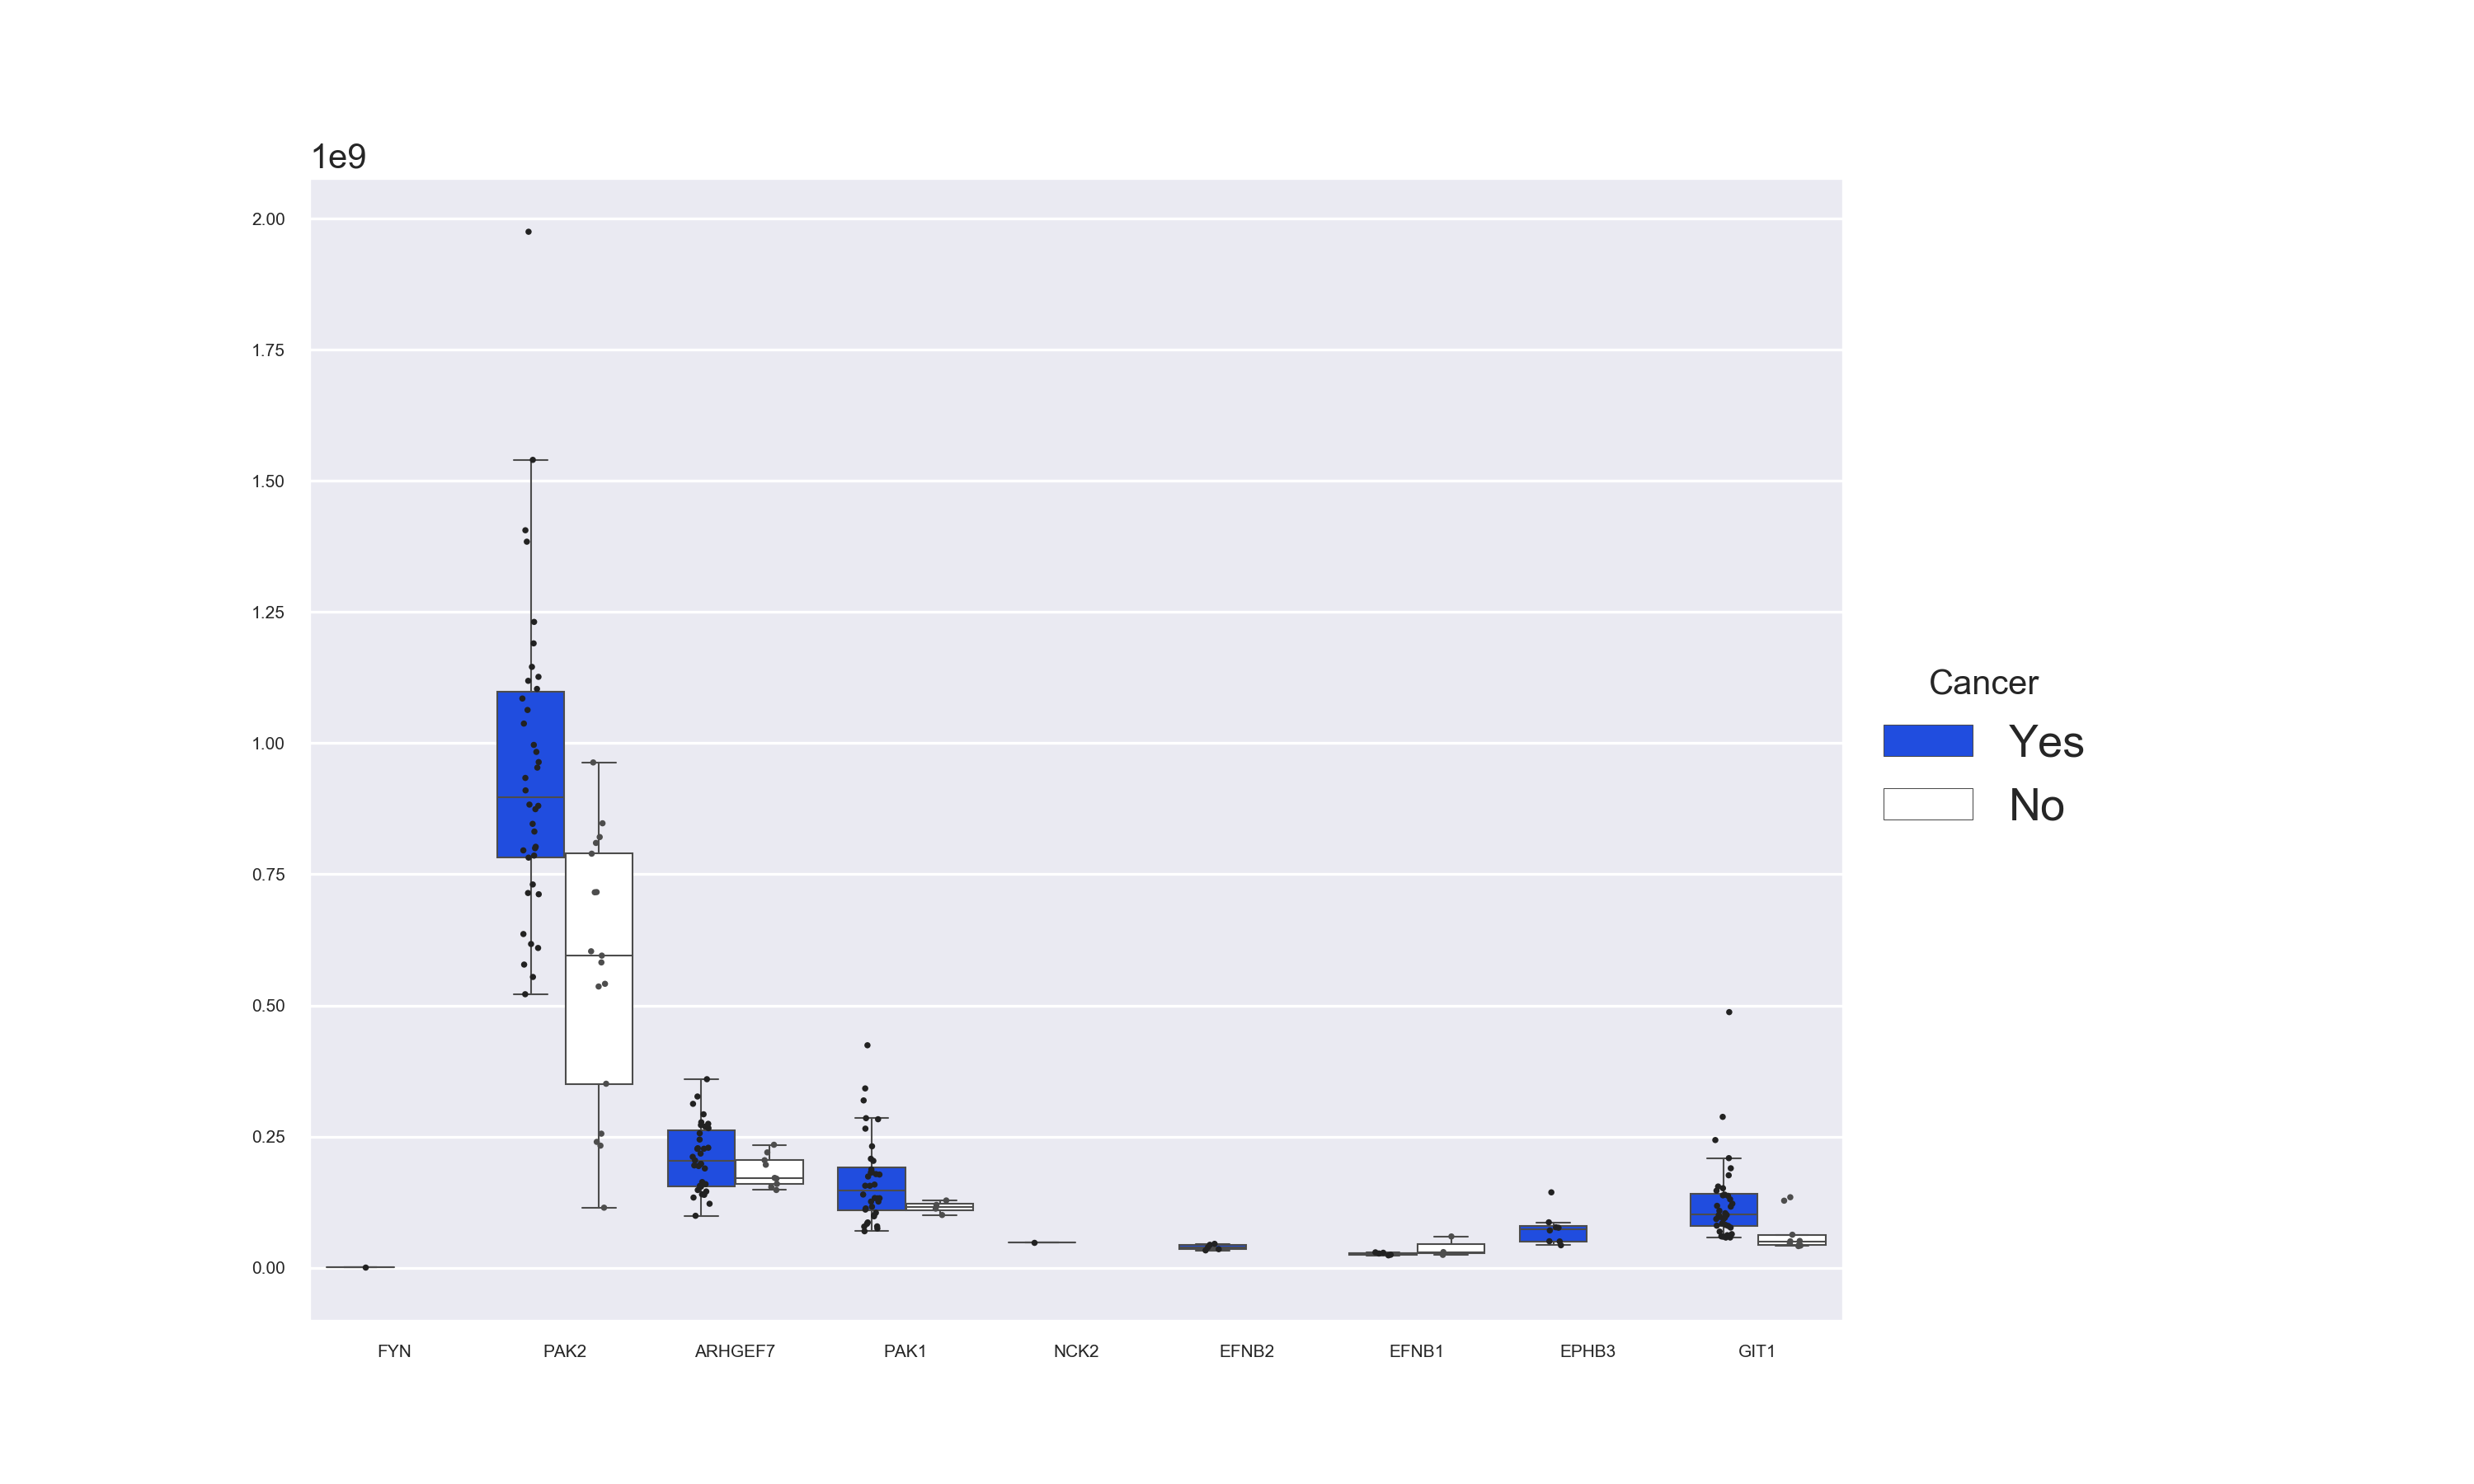 1e9
2.00
1.75
1.50
1.25
1.00
0.75
0.50
0.25
0.00
FYN PAK2 ARHGEF7 PAK1 NCK2 EFNB2 EFNB1 EPHB3 GIT1
Cancer
Yes
No